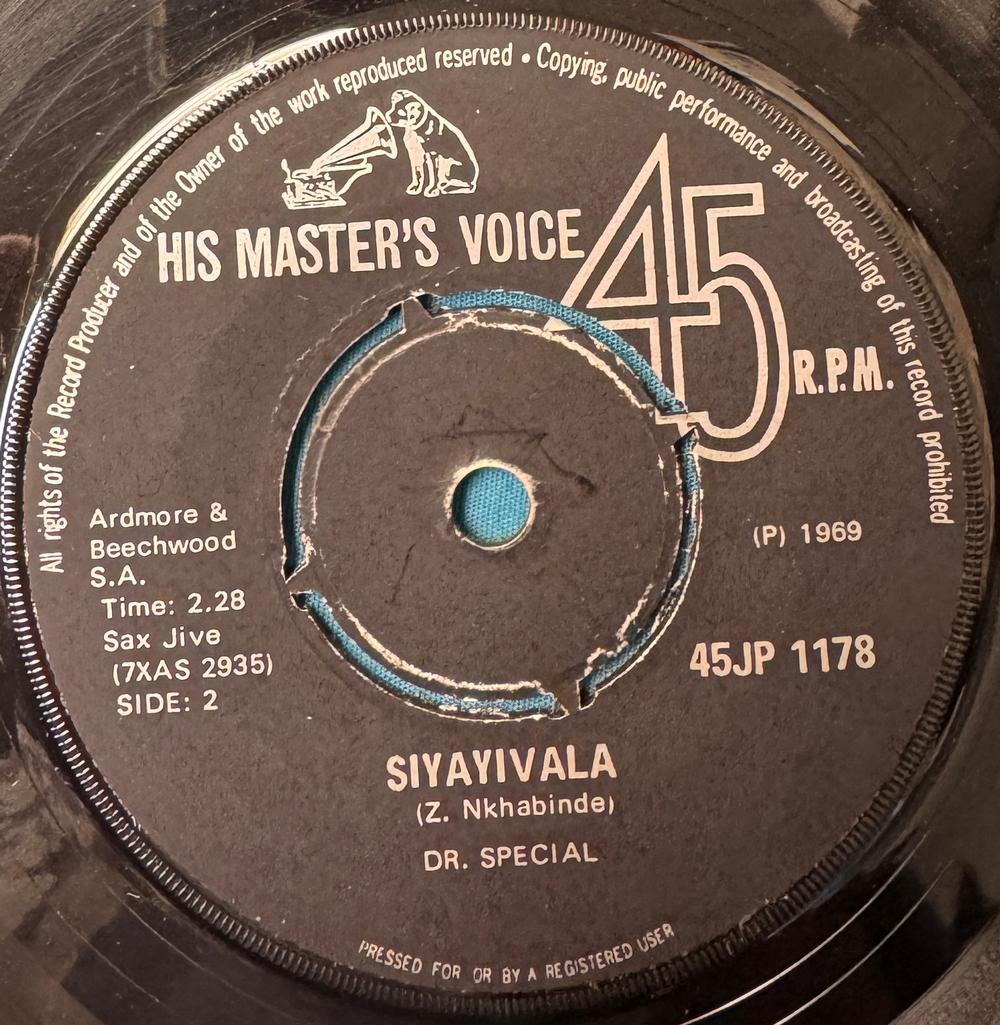 All rights of the Record Producer and of the Owner of the work reproduced reserved • Copying, public performance and broadcasting of this record prohibited
HIS MASTER'S VOICE
45 R.P.M.
Ardmore &
Beechwood
S.A.
Time: 2.28
Sax Jive
(7XAS 2935)
SIDE: 2
(P) 1969
45JP 1178
SIYAYIVALA
(Z. Nkhabinde)
DR. SPECIAL
PRESSED FOR OR BY A REGISTERED USER